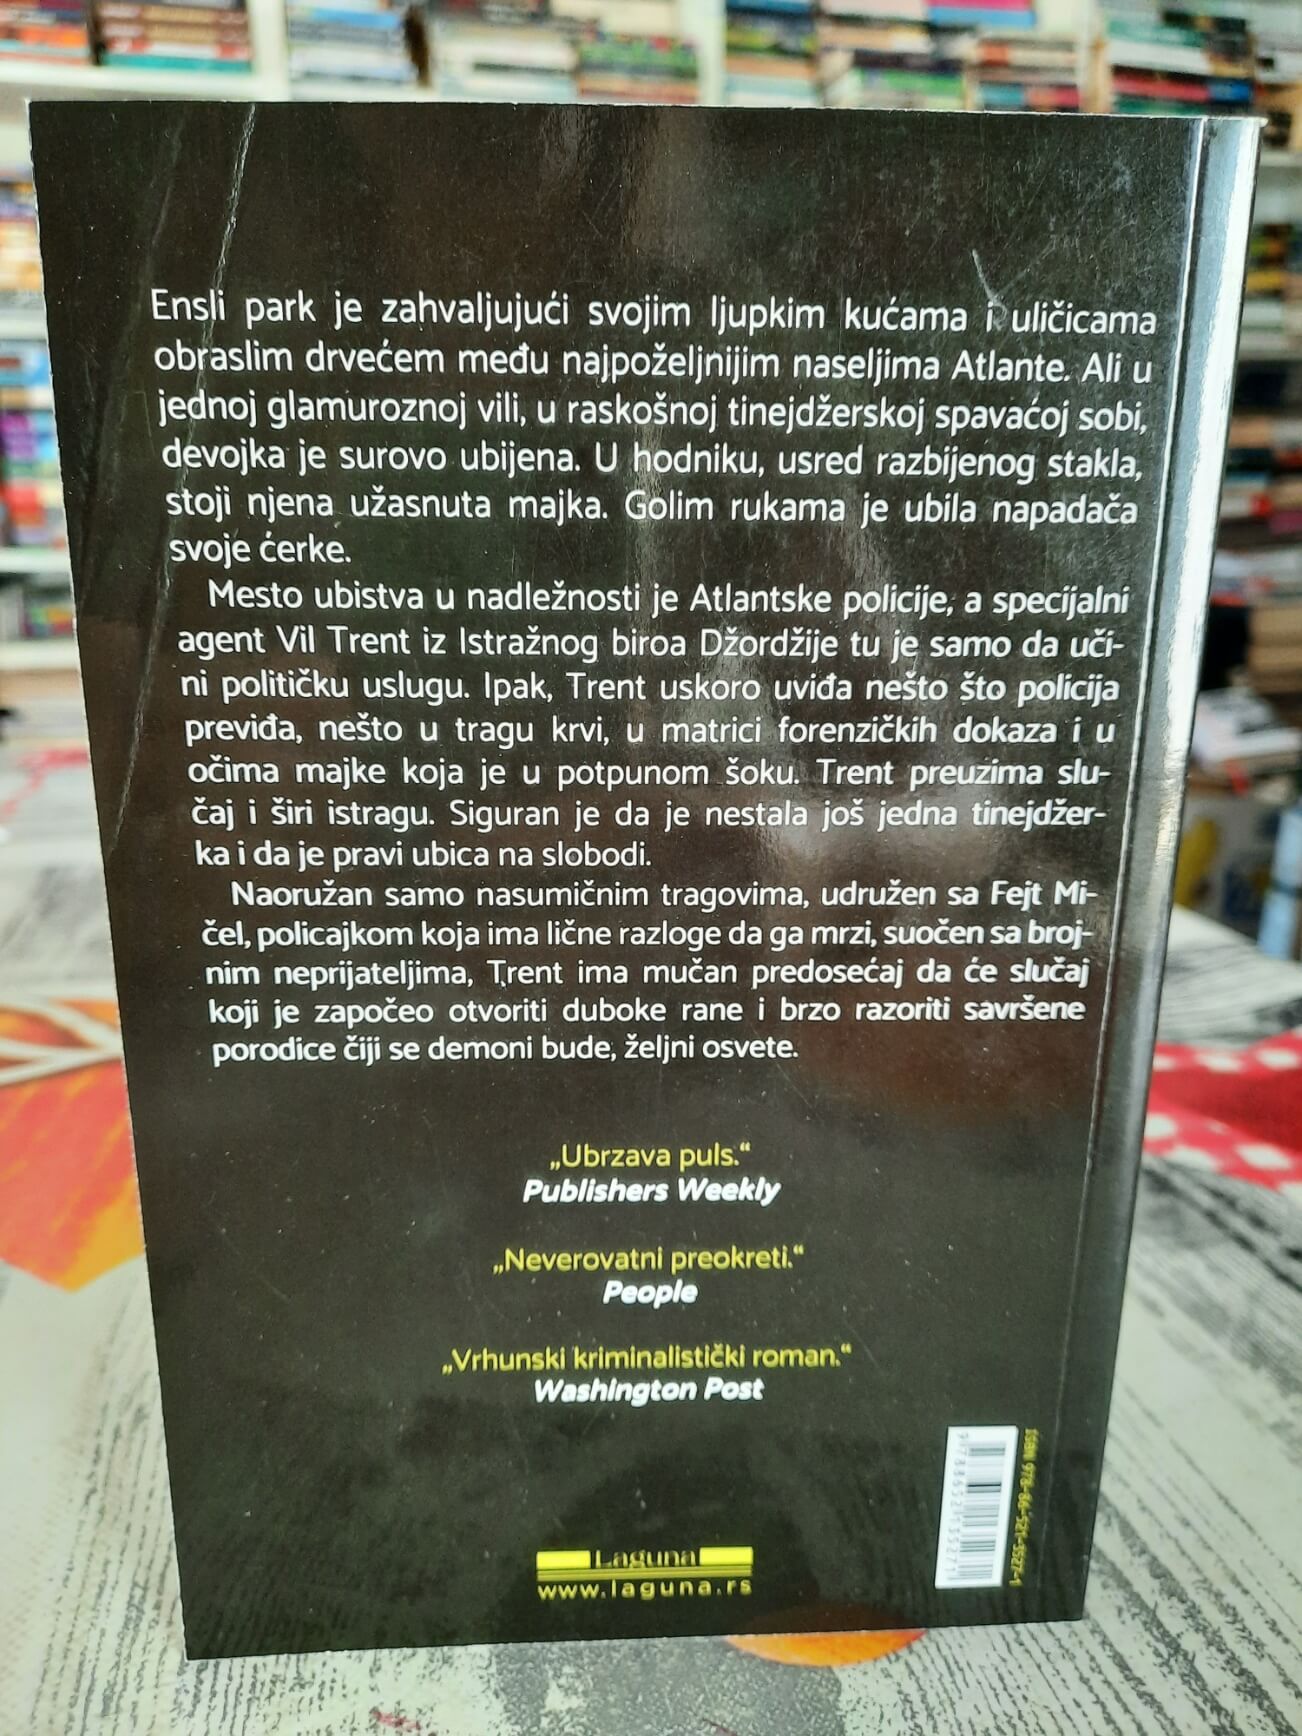 Ensli park je zahvaljujući svojim ljupkim kućama i uličicama
obraslim drvećem među najpoželjnijim naseljima Atlante. Ali u
jednoj glamuroznoj vili, u raskošnoj tinejdžerskoj spavaćoj sobi,
devojka je surovo ubijena. U hodniku, usred razbijenog stakla,
stoji njena užasnuta majka. Golim rukama je ubila napadača
svoje ćerke.
Mesto ubistva u nadležnosti je Atlantske policije, a specijalni
agent Vil Trent iz Istražnog biroa Džordžije tu je samo da uči-
ni političku uslugu. Ipak, Trent uskoro uviđa nešto što policija
previđa, nešto u tragu krvi, u matrici forenzičkih dokaza i u
očima majke koja je u potpunom šoku. Trent preuzima slu-
čaj i širi istragu. Siguran je da je nestala još jedna tinejdžer-
ka i da je pravi ubica na slobodi.
Naoružan samo nasumičnim tragovima, udružen sa Fejt Mi-
čel, policajkom koja ima lične razloge da ga mrzi, suočen sa broj-
nim neprijateljima, Trent ima mučan predosećaj da će slučaj
koji je započeo otvoriti duboke rane i brzo razoriti savršene
porodice čiji se demoni bude, željni osvete.
„Ubrzava puls.“
Publishers Weekly
„Neverovatni preokreti.“
People
„Vrhunski kriminalistički roman.“
Washington Post
ISBN 978-86-521-3527-1
9788652135271
Laguna
www.laguna.rs